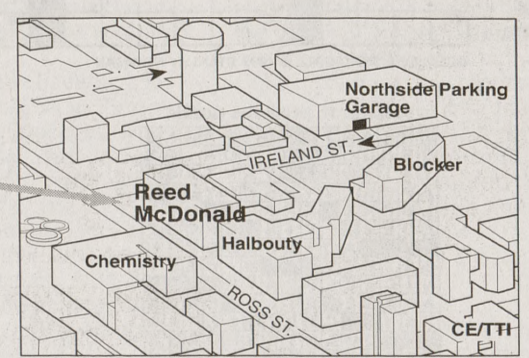 Northside Parking
Garage
IRELAND ST.
Blocker
Reed
McDonald
Halbouty
Chemistry
ROSS ST.
CE/TTI